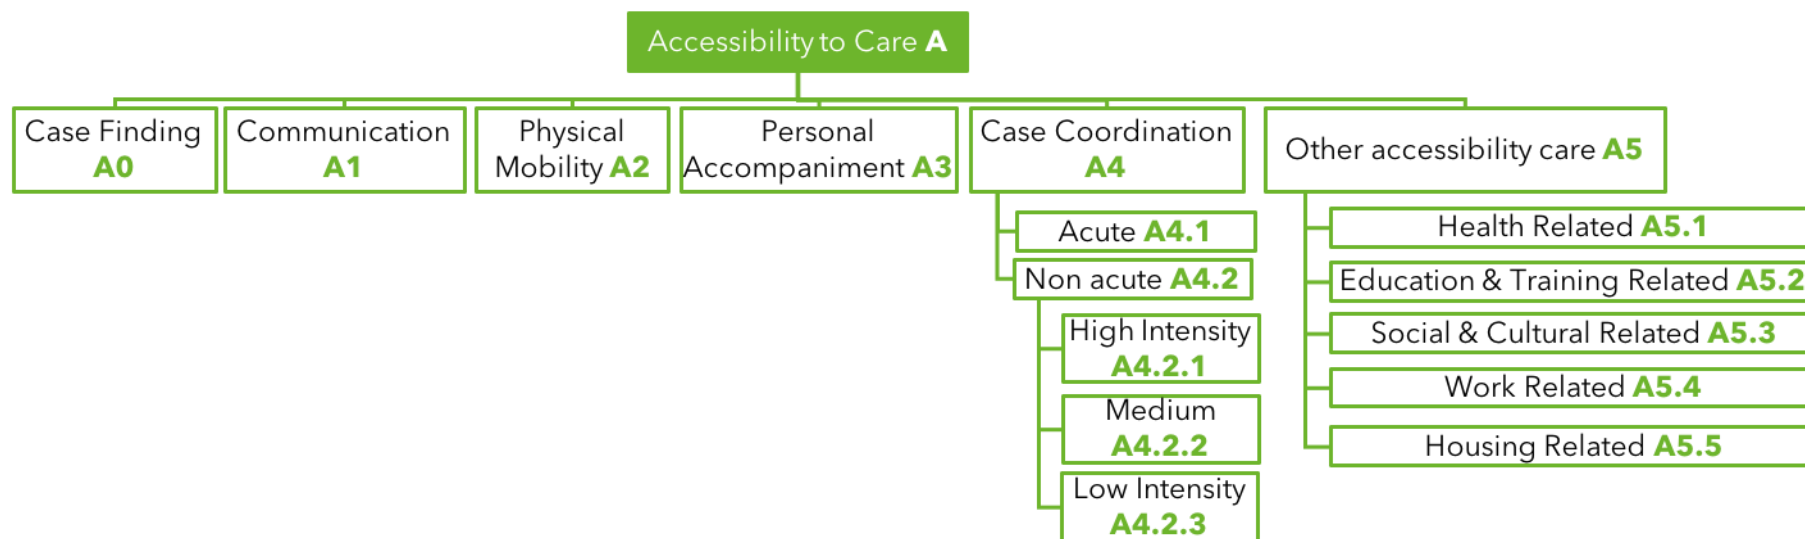 Accessibility to Care A
Case Finding
A0
Communication
A1
Physical
Mobility A2
Personal
Accompaniment A3
Case Coordination
A4
Other accessibility care A5
Acute A4.1
Non acute A4.2
High Intensity
A4.2.1
Medium
A4.2.2
Low Intensity
A4.2.3
Health Related A5.1
Education & Training Related A5.2
Social & Cultural Related A5.3
Work Related A5.4
Housing Related A5.5